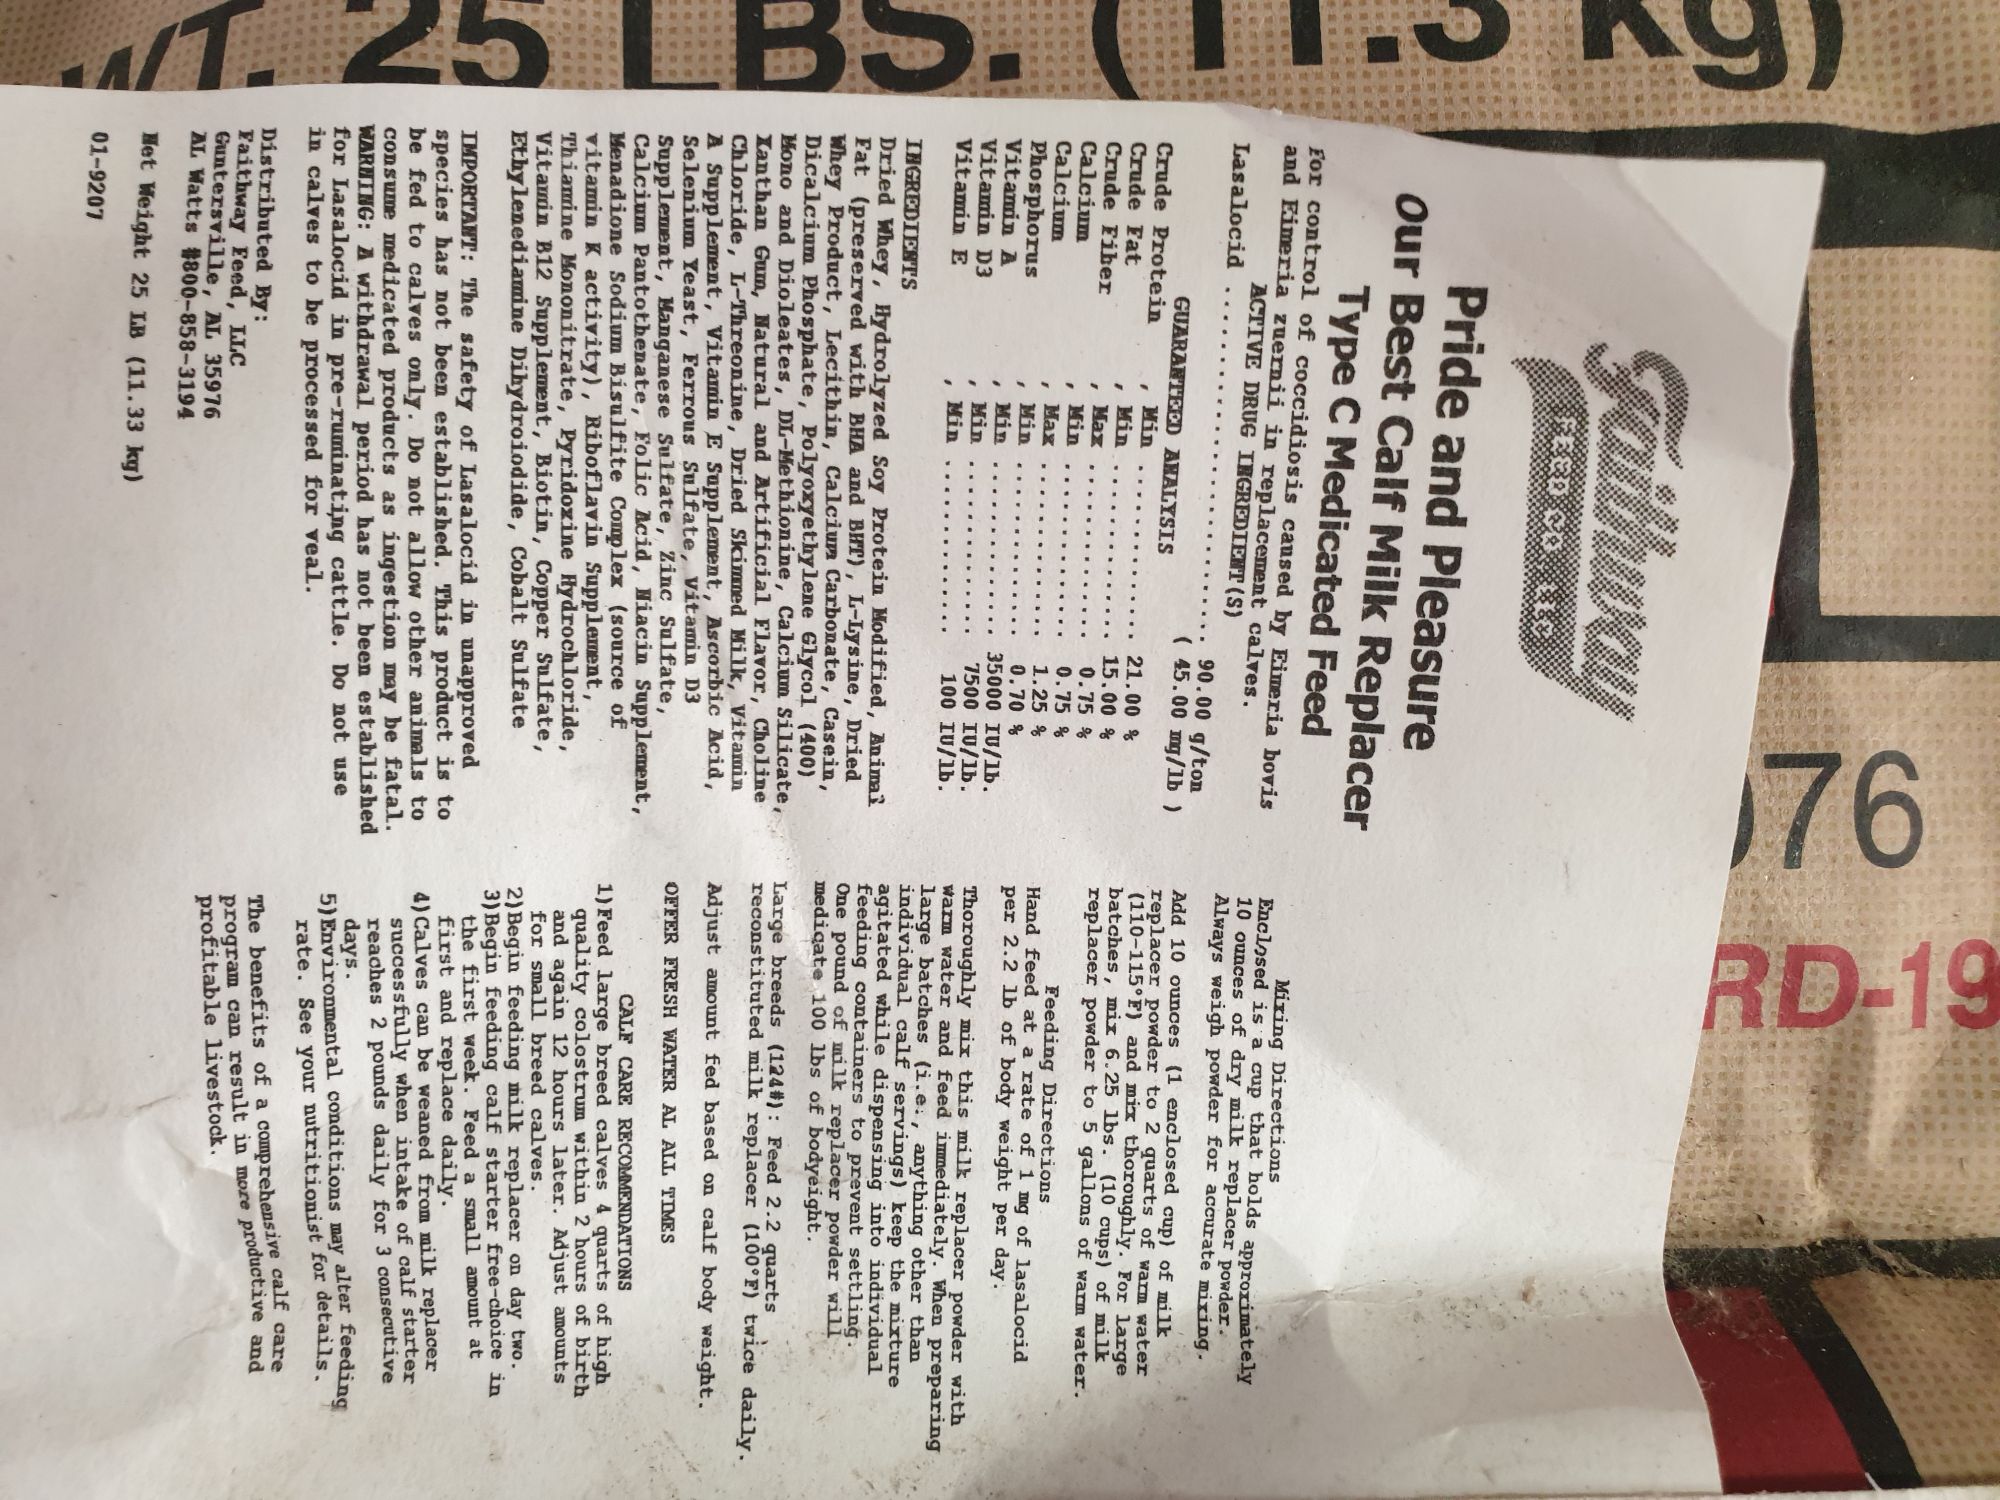 WT. 25 LBS. (11.3 kg)
576
RD-19
Faithway
FEED CO. LLC
Pride and Pleasure
Our Best Calf Milk Replacer
Type C Medicated Feed
For control of coccidiosis caused by Eimeria bovis
and Eimeria zuernii in replacement calves.
ACTIVE DRUG INGREDIENT(S)
Lasalocid ............................ 90.00 g/ton
( 45.00 mg/lb )
GUARANTEED ANALYSIS
Crude Protein , Min ............. 21.00 %
Crude Fat , Min ............. 15.00 %
Crude Fiber , Max ............. 0.75 %
Calcium , Min ............. 0.75 %
Calcium , Max ............. 1.25 %
Phosphorus , Min ............. 0.70 %
Vitamin A , Min ............. 35000 IU/lb.
Vitamin D3 , Min ............. 7500 IU/lb.
Vitamin E , Min ............. 100 IU/lb.
INGREDIENTS
Dried Whey, Hydrolyzed Soy Protein Modified, Animal
Fat (preserved with BHA and BHT), L-Lysine, Dried
Whey Product, Lecithin, Calcium Carbonate, Casein,
Dicalcium Phosphate, Polyoxyethylene Glycol (400)
Mono and Dioleates, DL-Methionine, Calcium Silicate,
Xanthan Gum, Natural and Artificial Flavor, Choline
Chloride, L-Threonine, Dried Skimmed Milk, Vitamin
A Supplement, Vitamin E Supplement, Ascorbic Acid,
Selenium Yeast, Ferrous Sulfate, Vitamin D3
Supplement, Manganese Sulfate, Zinc Sulfate,
Calcium Pantothenate, Folic Acid, Niacin Supplement,
Menadione Sodium Bisulfite Complex (source of
vitamin K activity), Riboflavin Supplement,
Thiamine Mononitrate, Pyridoxine Hydrochloride,
Vitamin B12 Supplement, Biotin, Copper Sulfate,
Ethylenediamine Dihydroiodide, Cobalt Sulfate
IMPORTANT: The safety of Lasalocid in unapproved
species has not been established. This product is to
be fed to calves only. Do not allow other animals to
consume medicated products as ingestion may be fatal.
WARNING: A withdrawal period has not been established
for Lasalocid in pre-ruminating cattle. Do not use
in calves to be processed for veal.
Distributed By:
Faithway Feed, LLC
Guntersville, AL 35976
AL Watts #800-858-3194
Net Weight 25 LB (11.33 kg)
01-9207
Mixing Directions
Enclosed is a cup that holds approximately
10 ounces of dry milk replacer powder.
Always weigh powder for accurate mixing.
Add 10 ounces (1 enclosed cup) of milk
replacer powder to 2 quarts of warm water
(110-115°F) and mix thoroughly. For large
batches, mix 6.25 lbs. (10 cups) of milk
replacer powder to 5 gallons of warm water.
Feeding Directions
Hand feed at a rate of 1 mg of lasalocid
per 2.2 lb of body weight per day.
Thoroughly mix this milk replacer powder with
warm water and feed immediately. When preparing
large batches (i.e., anything other than
individual calf servings) keep the mixture
agitated while dispensing into individual
feeding containers to prevent settling.
One pound of milk replacer powder will
medicate 100 lbs of bodyeight.
Large breeds (124#): Feed 2.2 quarts
reconstituted milk replacer (100°F) twice daily.
Adjust amount fed based on calf body weight.
OFFER FRESH WATER AL ALL TIMES
CALF CARE RECOMMENDATIONS
1)Feed large breed calves 4 quarts of high
quality colostrum within 2 hours of birth
and again 12 hours later. Adjust amounts
for small breed calves.
2)Begin feeding milk replacer on day two.
3)Begin feeding calf starter free-choice in
the first week. Feed a small amount at
first and replace daily.
4)Calves can be weaned from milk replacer
successfully when intake of calf starter
reaches 2 pounds daily for 3 consecutive
days.
5)Environmental conditions may alter feeding
rate. See your nutritionist for details.
The benefits of a comprehensive calf care
program can result in more productive and
profitable livestock.